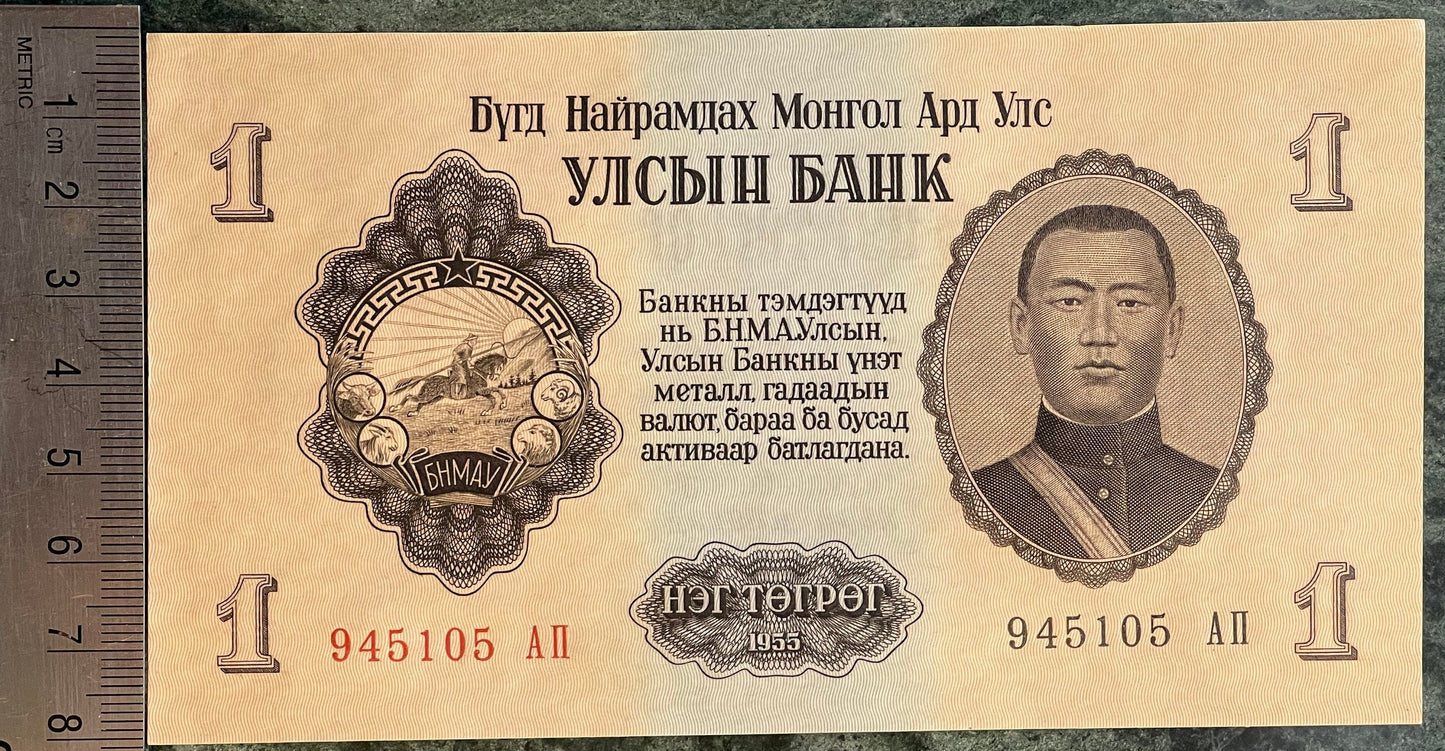 METRIC
1 cm
2
3
4
5
6
7
8
Бүгд Найрамдах Монгол Ард Улс
УЛСЫН БАНК
1
1
Банкны тэмдэгтүүд
нь Б.Н.М.А.Улсын,
Улсын Банкны үнэт
металл, гадаадын
валют, бараа ба бусад
активаар батлагдана.
БНМАУ
НЭГ ТӨГРӨГ
1955
1
945105 АП
945105 АП
1